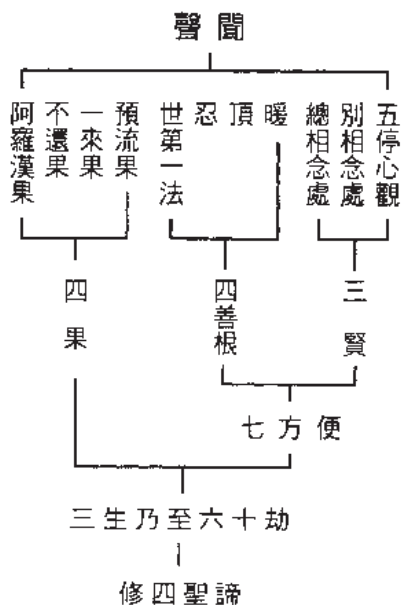 聲聞
五停心觀
別相念處
總相念處
暖
頂
忍
世第一法
預流果
一來果
不還果
阿羅漢果
三賢
四善根
四果
七方便
三生乃至六十劫
修四聖諦